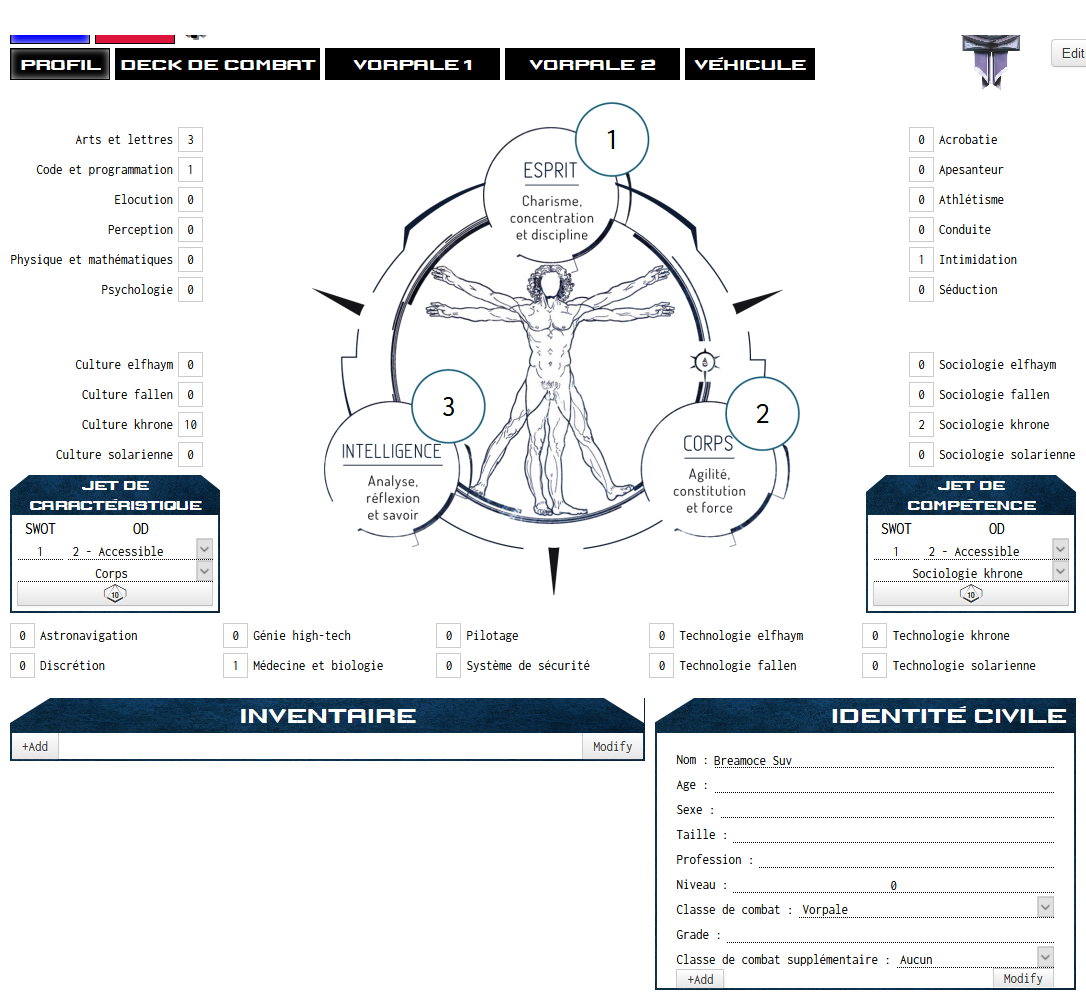 PROFIL DECK DE COMBAT VORPALE 1 VORPALE 2 VÉHICULE Edit
Arts et lettres 3
Code et programmation 1
Elocution 0
Perception 0
Physique et mathématiques 0
Psychologie 0
Culture elfhaym 0
Culture fallen 0
Culture khrone 10
Culture solarienne 0
1
ESPRIT
Charisme,
concentration
et discipline
3
INTELLIGENCE
Analyse,
réflexion
et savoir
2
CORPS
Agilité,
constitution
et force
0 Acrobatie
0 Apesanteur
0 Athlétisme
0 Conduite
1 Intimidation
0 Séduction
0 Sociologie elfhaym
0 Sociologie fallen
2 Sociologie khrone
0 Sociologie solarienne
JET DE
CARACTÉRISTIQUE
SWOT OD
1 2 - Accessible
Corps
10
JET DE
COMPÉTENCE
SWOT OD
1 2 - Accessible
Sociologie khrone
10
0 Astronavigation 0 Génie high-tech 0 Pilotage 0 Technologie elfhaym 0 Technologie khrone
0 Discrétion 1 Médecine et biologie 0 Système de sécurité 0 Technologie fallen 0 Technologie solarienne
INVENTAIRE
+Add Modify
IDENTITÉ CIVILE
Nom : Breamoce Suv
Age :
Sexe :
Taille :
Profession :
Niveau : 0
Classe de combat : Vorpale
Grade :
Classe de combat supplémentaire : Aucun
+Add Modify